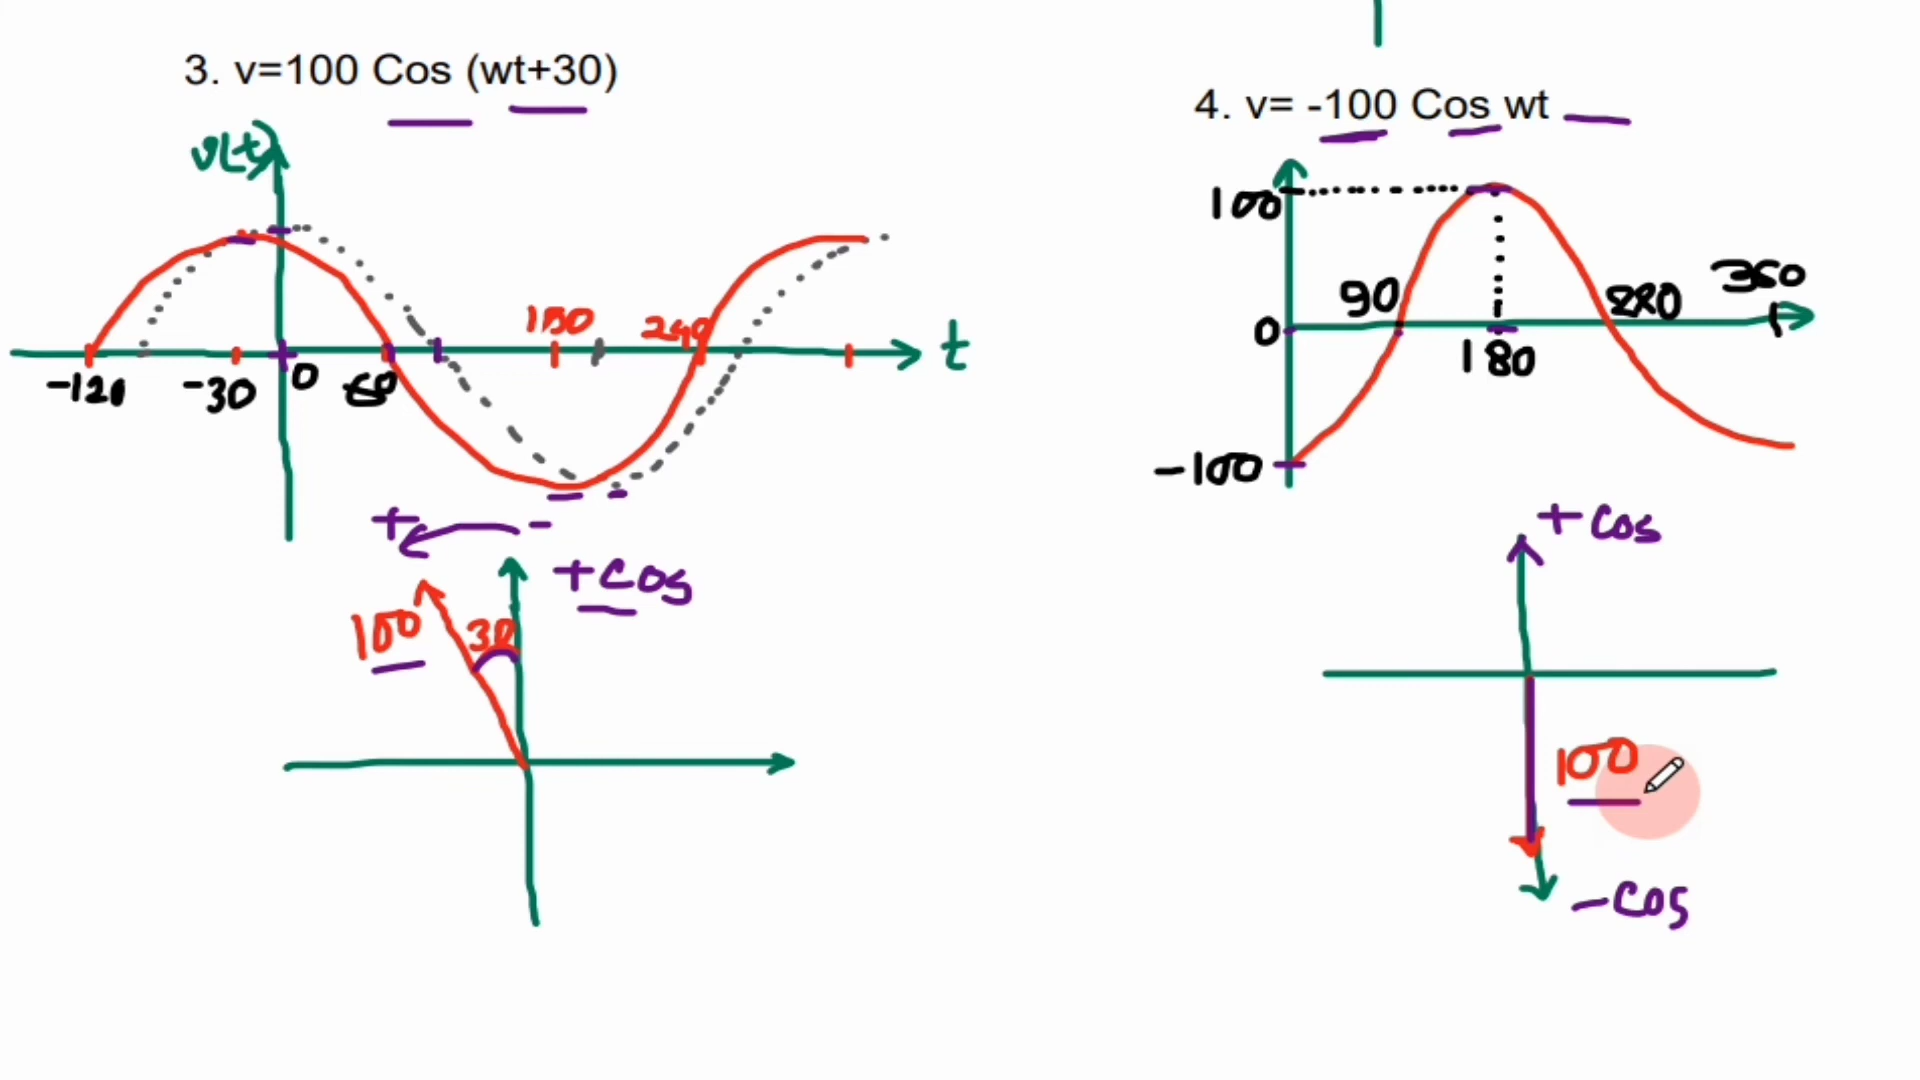 3. v=100 Cos (wt+30)
v(t)
150
240
t
-120
-30
0
60
+ -
+cos
100
30
4. v= -100 Cos wt
100
90
360
0
180
-100
+cos
100
-cos